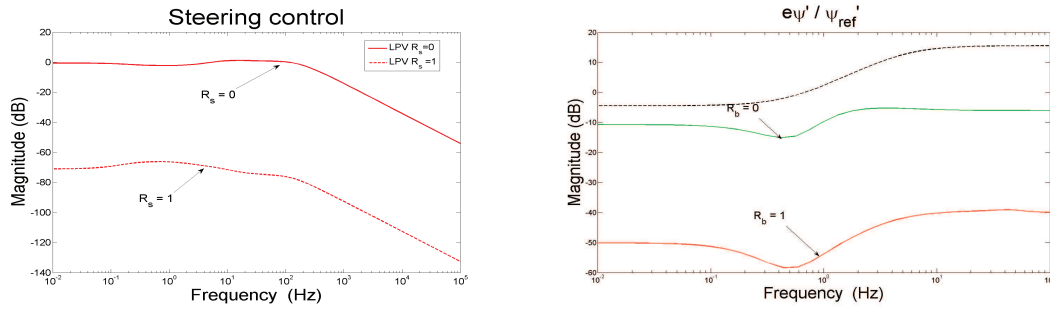 Steering control
Magnitude (dB)
20
0
-20
-40
-60
-80
-100
-120
-140
LPV R_s=0
LPV R_s=1
R_s = 0
R_s = 1
10^-2
10^-1
10^0
10^1
10^2
10^3
10^4
10^5
Frequency (Hz)
eψ' / ψ_ref'
Magnitude (dB)
20
10
0
-10
-20
-30
-40
-50
-60
R_b = 0
R_b = 1
10^-2
10^-1
10^0
10^1
10
Frequency (Hz)